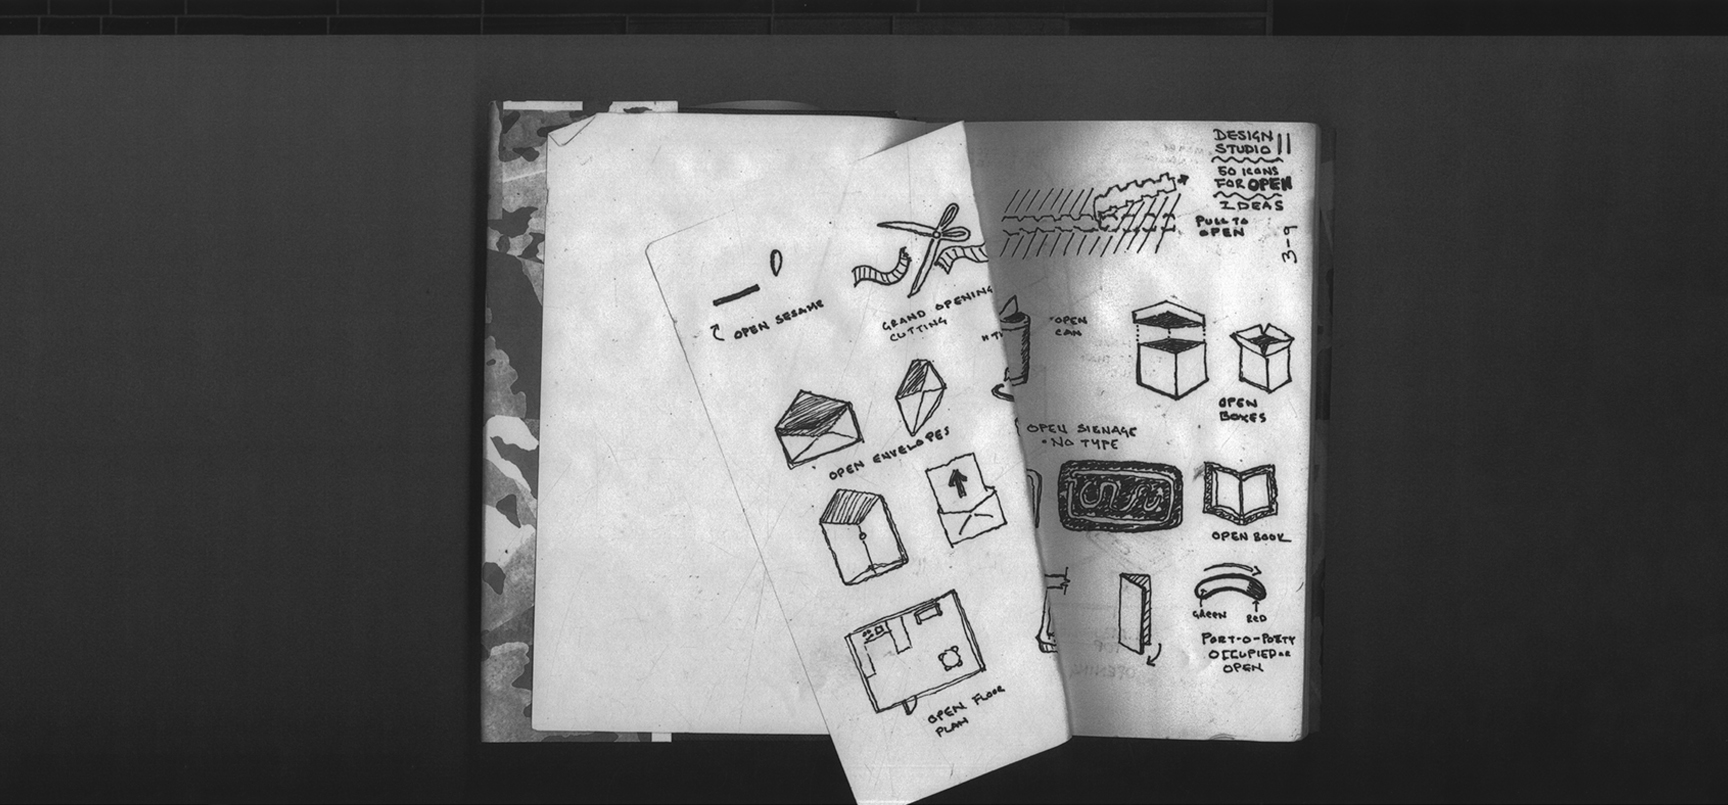 OPEN SESAME
GRAND OPENING
CUTTING
OPEN ENVELOPES
OPEN FLOOR
PLAN
DESIGN
STUDIO II
50 ICONS
FOR OPEN
IDEAS
3-9
PULL TO
OPEN
"OPEN
CAN
OPEN
BOXES
OPEN SIGNAGE
• NO TYPE
OPEN BOOK
GREEN RED
PORT-O-POTTY
OCCUPIED OR
OPEN